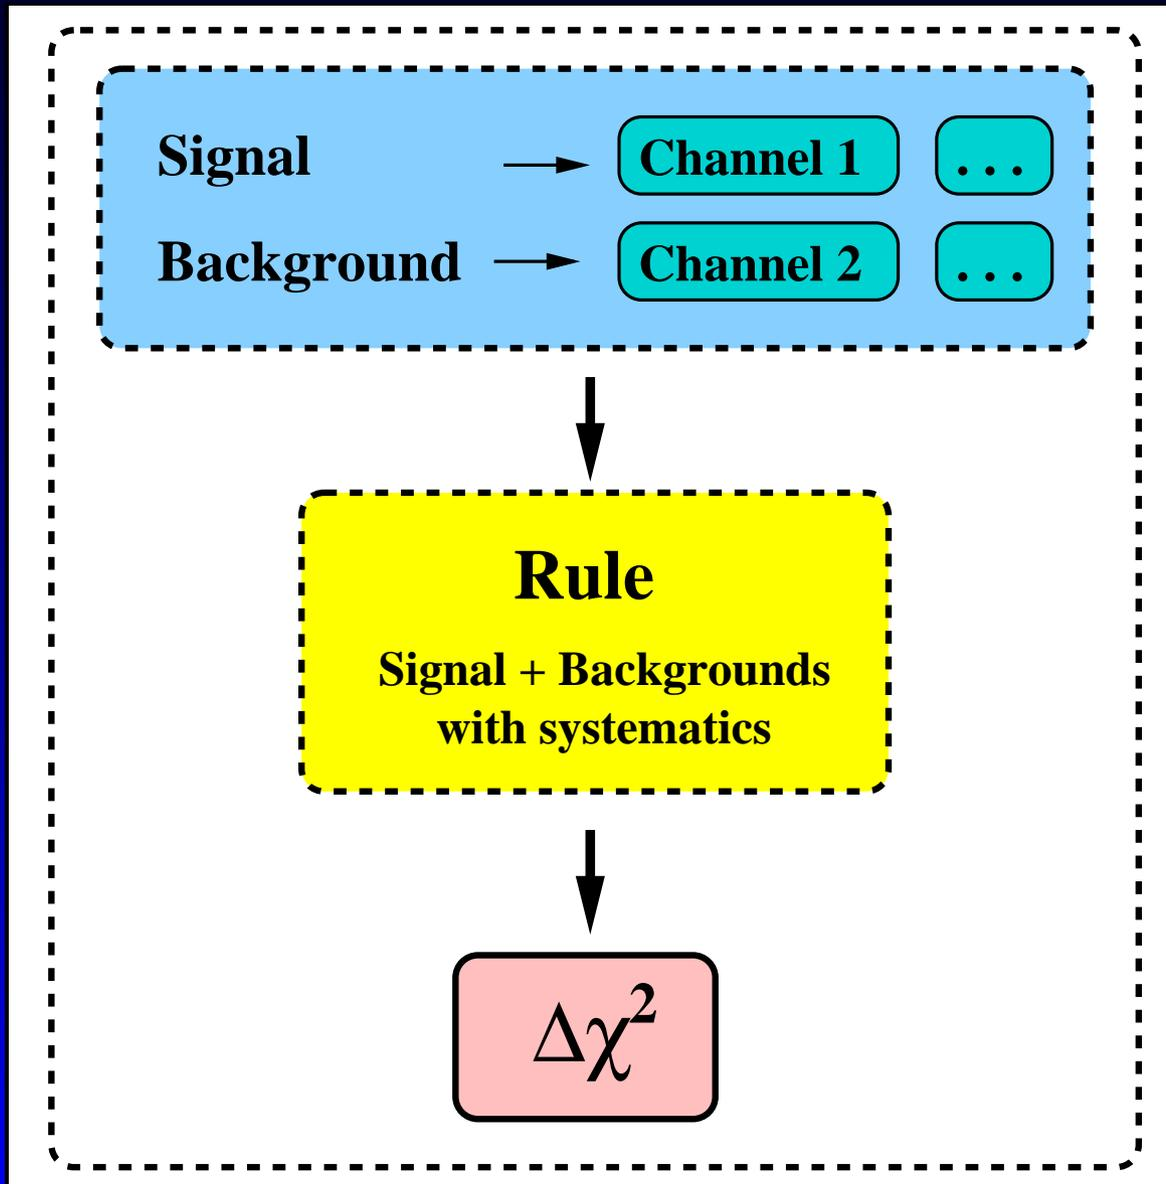 Signal → Channel 1 ...
Background → Channel 2 ...
Rule
Signal + Backgrounds
with systematics
Δχ²